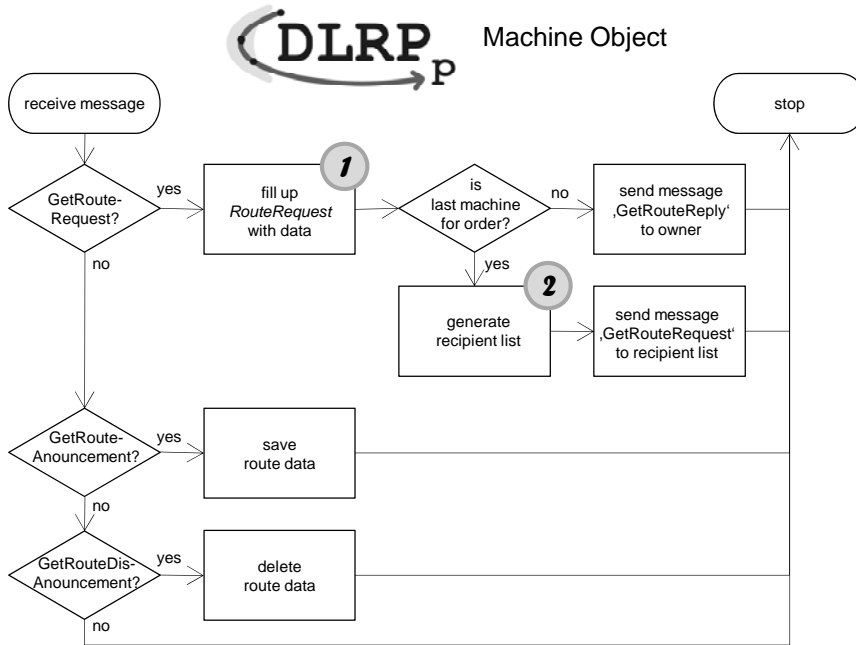 DLRP
p
Machine Object
receive message
stop
GetRoute-
Request?
yes
no
fill up
RouteRequest
with data
1
is
last machine
for order?
no
yes
send message
‚GetRouteReply‘
to owner
generate
recipient list
2
send message
‚GetRouteRequest‘
to recipient list
GetRoute-
Anouncement?
yes
no
save
route data
GetRouteDis-
Anouncement?
yes
no
delete
route data